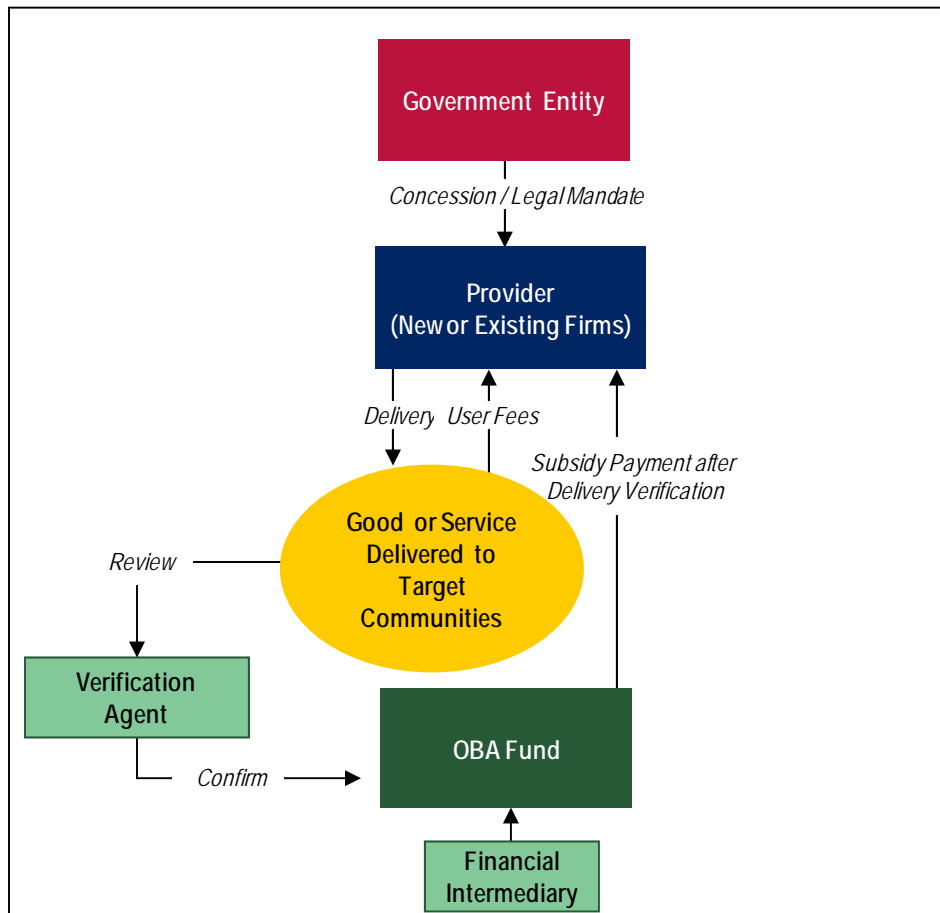 Government Entity
Concession / Legal Mandate
Provider
(New or Existing Firms)
Delivery
User Fees
Subsidy Payment after
Delivery Verification
Good or Service
Delivered to
Target
Communities
Review
Verification
Agent
OBA Fund
Confirm
Financial
Intermediary